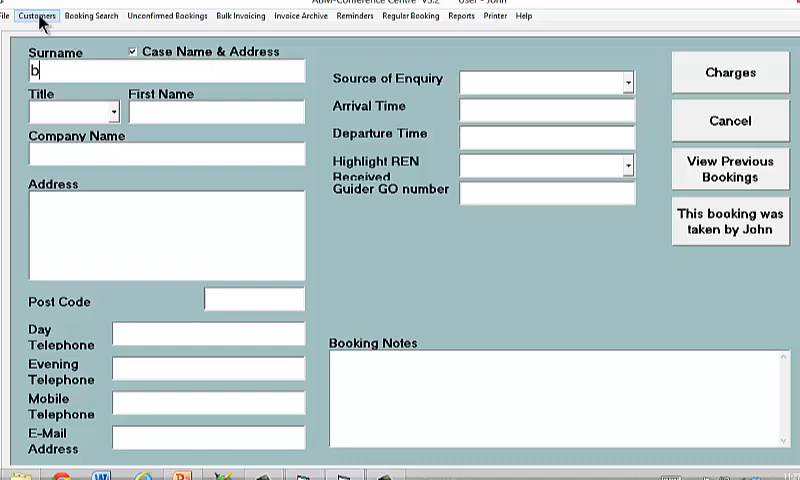 ABM-Conference Centre V3.2 User - John
File Customers Booking Search Unconfirmed Bookings Bulk Invoicing Invoice Archive Reminders Regular Booking Reports Printer Help
Surname
Case Name & Address
b
Title
First Name
Company Name
Address
Post Code
Day
Telephone
Evening
Telephone
Mobile
Telephone
E-Mail
Address
Source of Enquiry
Arrival Time
Departure Time
Highlight REN
Received
Guider GO number
Booking Notes
Charges
Cancel
View Previous
Bookings
This booking was
taken by John